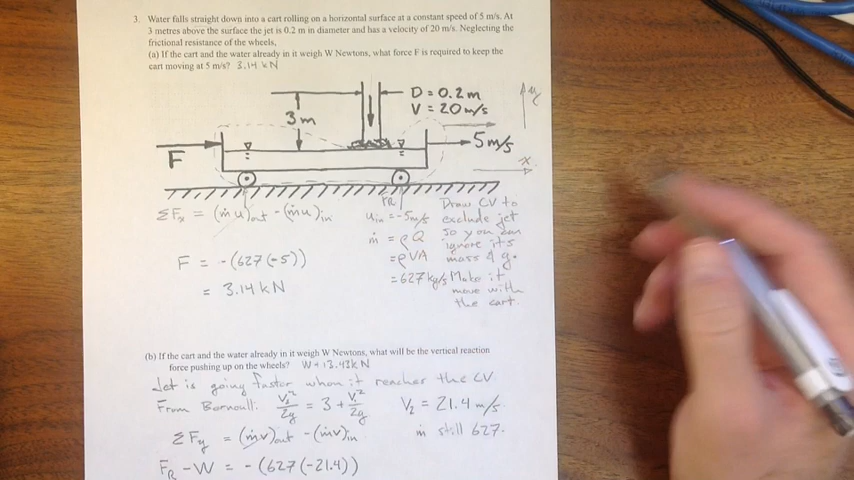 3. Water falls straight down into a cart rolling on a horizontal surface at a constant speed of 5 m/s. At
3 metres above the surface the jet is 0.2 m in diameter and has a velocity of 20 m/s. Neglecting the
frictional resistance of the wheels,
(a) If the cart and the water already in it weigh W Newtons, what force F is required to keep the
cart moving at 5 m/s? 3.14 kN
D = 0.2 m
V = 20 m/s
y
3m
5 m/s
F
x
ΣFx = (ṁu)out - (ṁu)in
uin = -5 m/s
ṁ = ρQ
= ρVA
= 627 kg/s
Draw CV to
exclude jet
so you can
ignore its
mass & g.
Make it
move with
the cart.
F = -(627(-5))
= 3.14 kN
(b) If the cart and the water already in it weigh W Newtons, what will be the vertical reaction
force pushing up on the wheels? W+13.43kN
Jet is going faster when it reaches the CV
From Bernoulli: V₂²/2g = 3 + V₁²/2g V₂ = 21.4 m/s
ΣFy = (ṁv)out - (ṁv)in ṁ still 627.
FR - W = -(627(-21.4))